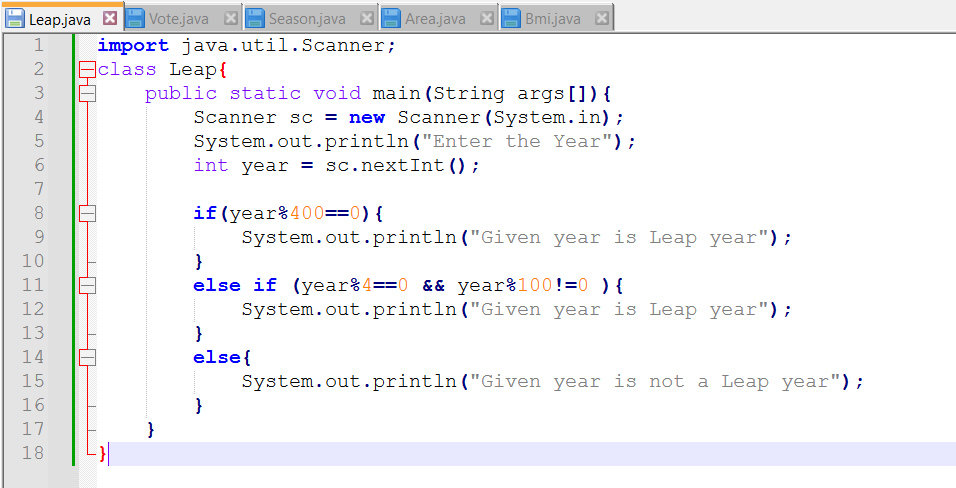 Leap.java Vote.java Season.java Area.java Bmi.java
1 import java.util.Scanner;
2 class Leap{
3 public static void main(String args[]){
4 Scanner sc = new Scanner(System.in);
5 System.out.println("Enter the Year");
6 int year = sc.nextInt();
7
8 if(year%400==0){
9 System.out.println("Given year is Leap year");
10 }
11 else if (year%4==0 && year%100!=0 ){
12 System.out.println("Given year is Leap year");
13 }
14 else{
15 System.out.println("Given year is not a Leap year");
16 }
17 }
18 }